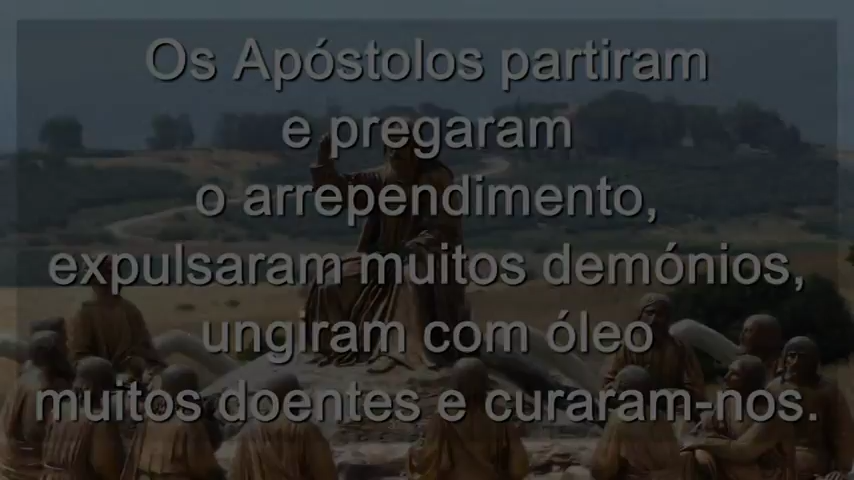 Os Apóstolos partiram
e pregaram
o arrependimento,
expulsaram muitos demónios,
ungiram com óleo
muitos doentes e curaram-nos.